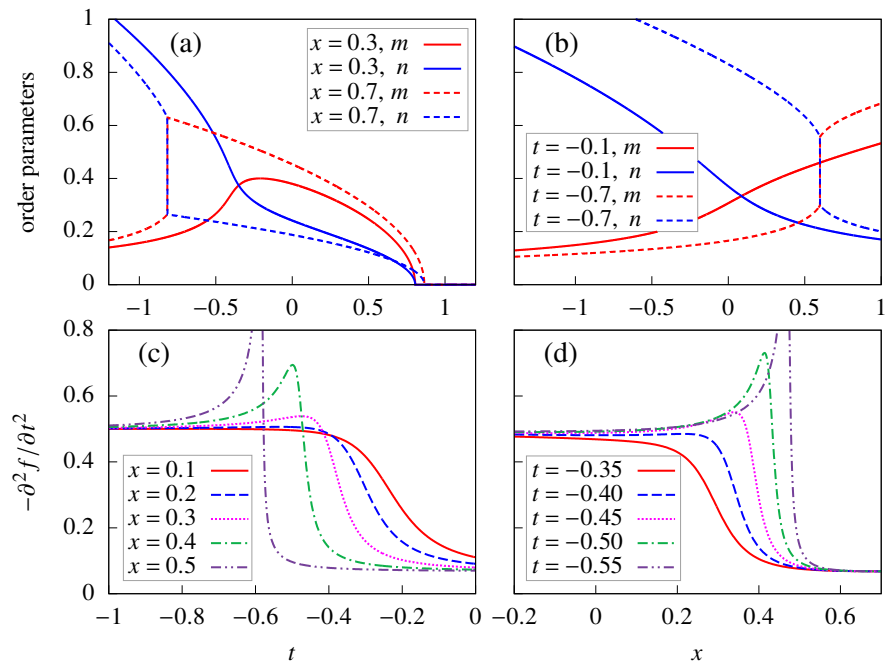 (a)
x = 0.3, m
x = 0.3, n
x = 0.7, m
x = 0.7, n
order parameters
1
0.8
0.6
0.4
0.2
0
−1 −0.5 0 0.5 1
(b)
t = −0.1, m
t = −0.1, n
t = −0.7, m
t = −0.7, n
−1 −0.5 0 0.5 1
(c)
x = 0.1
x = 0.2
x = 0.3
x = 0.4
x = 0.5
−∂²f/∂t²
0.8
0.6
0.4
0.2
0
−1 −0.8 −0.6 −0.4 −0.2 0
t
(d)
t = −0.35
t = −0.40
t = −0.45
t = −0.50
t = −0.55
−0.2 0 0.2 0.4 0.6
x